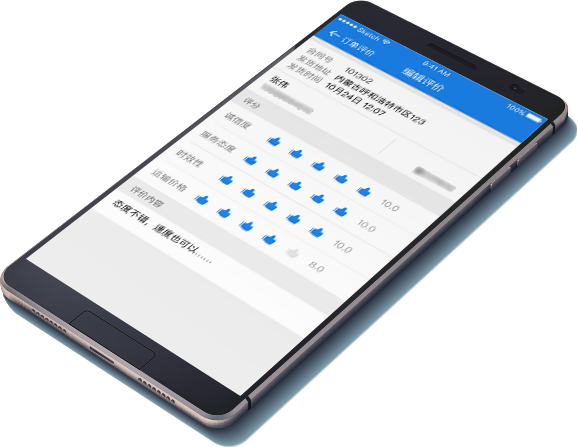 Sketch 9:41 AM 100%
订单评价 编辑评价
合同号 101302
发货地址 内蒙古呼和浩特市区123
发货时间 10月24日 12:07
张伟
评分
诚信度 10.0
服务态度 10.0
时效性 10.0
运输价格 8.0
评价内容
态度不错，速度也可以......